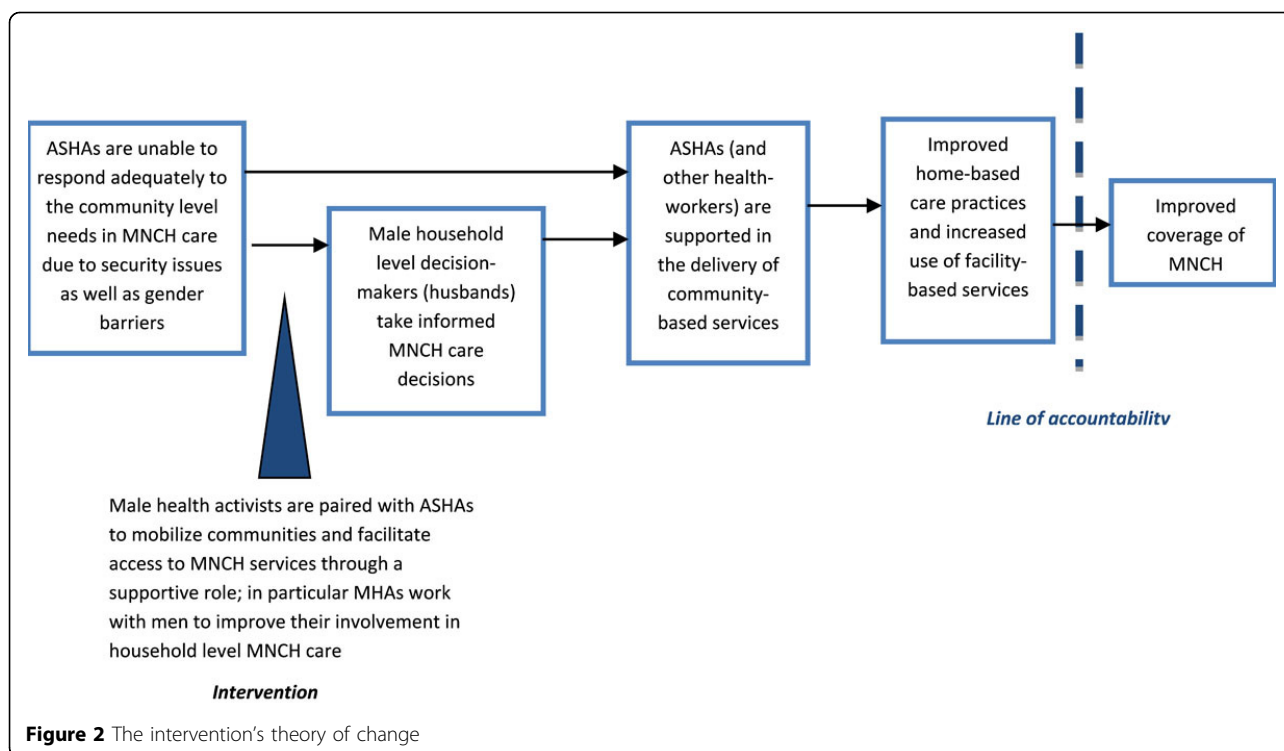 ASHAs are unable to
respond adequately to
the community level
needs in MNCH care
due to security issues
as well as gender
barriers
Male household
level decision-
makers (husbands)
take informed
MNCH care
decisions
ASHAs (and
other health-
workers) are
supported in
the delivery of
community-
based services
Improved
home-based
care practices
and increased
use of facility-
based services
Improved
coverage of
MNCH
Line of accountability
Male health activists are paired with ASHAs
to mobilize communities and facilitate
access to MNCH services through a
supportive role; in particular MHAs work
with men to improve their involvement in
household level MNCH care
Intervention
Figure 2 The intervention's theory of change